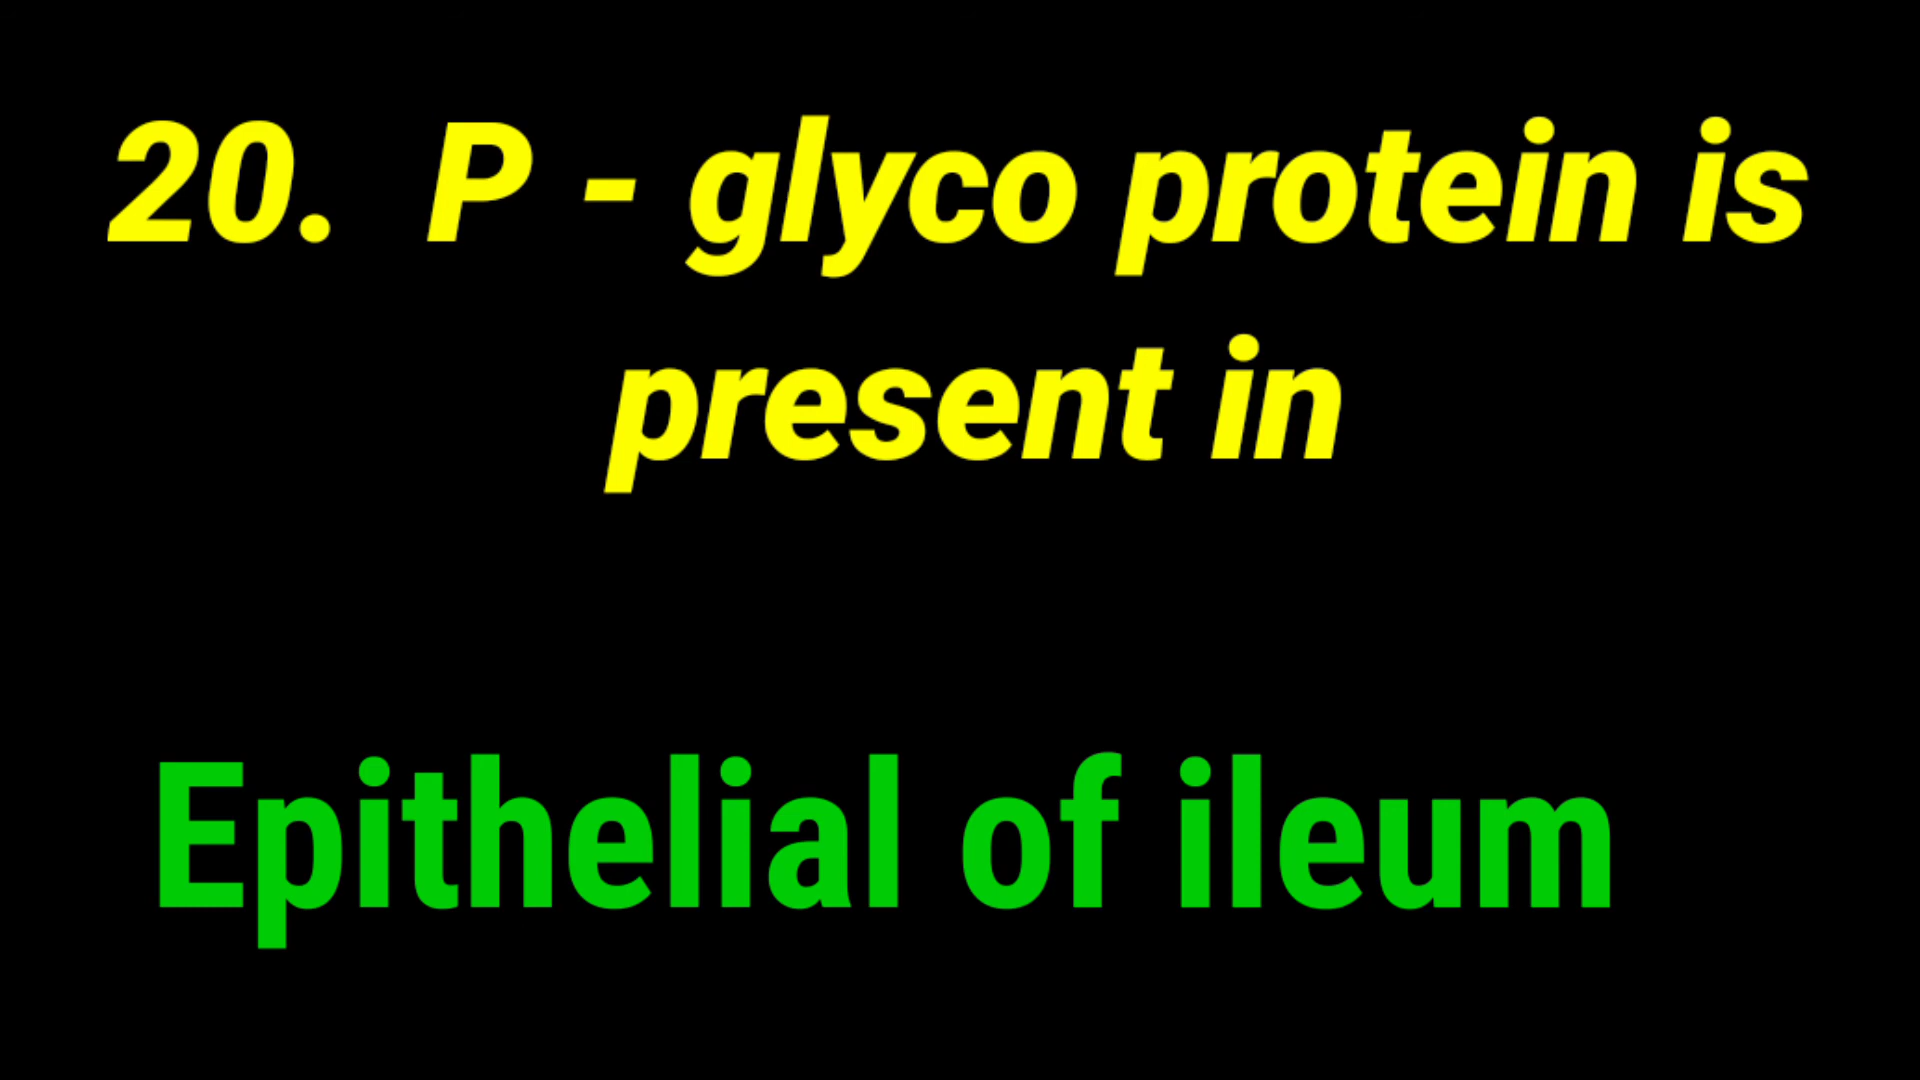 20. P - glyco protein is
present in
Epithelial of ileum